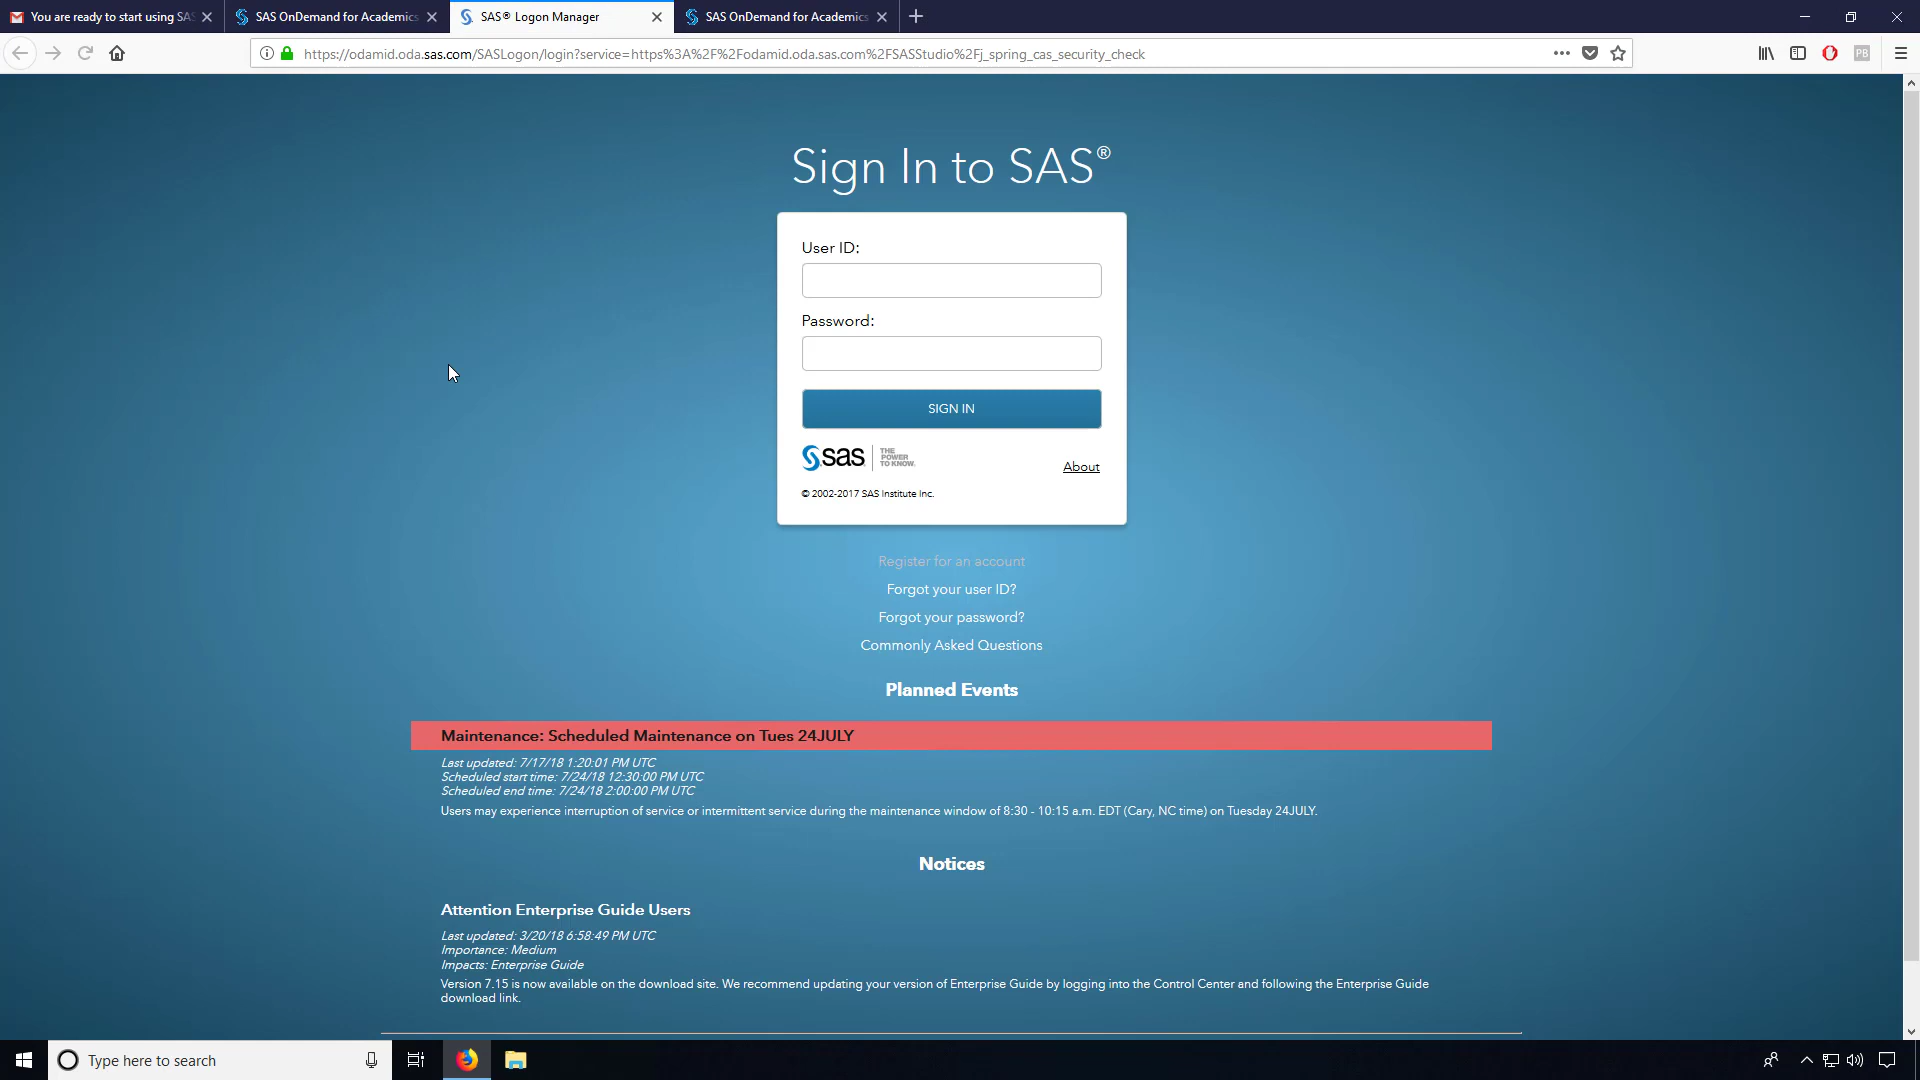 You are ready to start using SAS
SAS OnDemand for Academics
SAS® Logon Manager
SAS OnDemand for Academics
https://odamid.oda.sas.com/SASLogon/login?service=https%3A%2F%2Fodamid.oda.sas.com%2FSASStudio%2Fj_spring_cas_security_check
PB
Sign In to SAS®
User ID:
Password:
SIGN IN
sas THE POWER TO KNOW.
About
© 2002-2017 SAS Institute Inc.
Register for an account
Forgot your user ID?
Forgot your password?
Commonly Asked Questions
Planned Events
Maintenance: Scheduled Maintenance on Tues 24JULY
Last updated: 7/17/18 1:20:01 PM UTC
Scheduled start time: 7/24/18 12:30:00 PM UTC
Scheduled end time: 7/24/18 2:00:00 PM UTC
Users may experience interruption of service or intermittent service during the maintenance window of 8:30 - 10:15 a.m. EDT (Cary, NC time) on Tuesday 24JULY.
Notices
Attention Enterprise Guide Users
Last updated: 3/20/18 6:58:49 PM UTC
Importance: Medium
Impacts: Enterprise Guide
Version 7.15 is now available on the download site. We recommend updating your version of Enterprise Guide by logging into the Control Center and following the Enterprise Guide
download link.
Type here to search